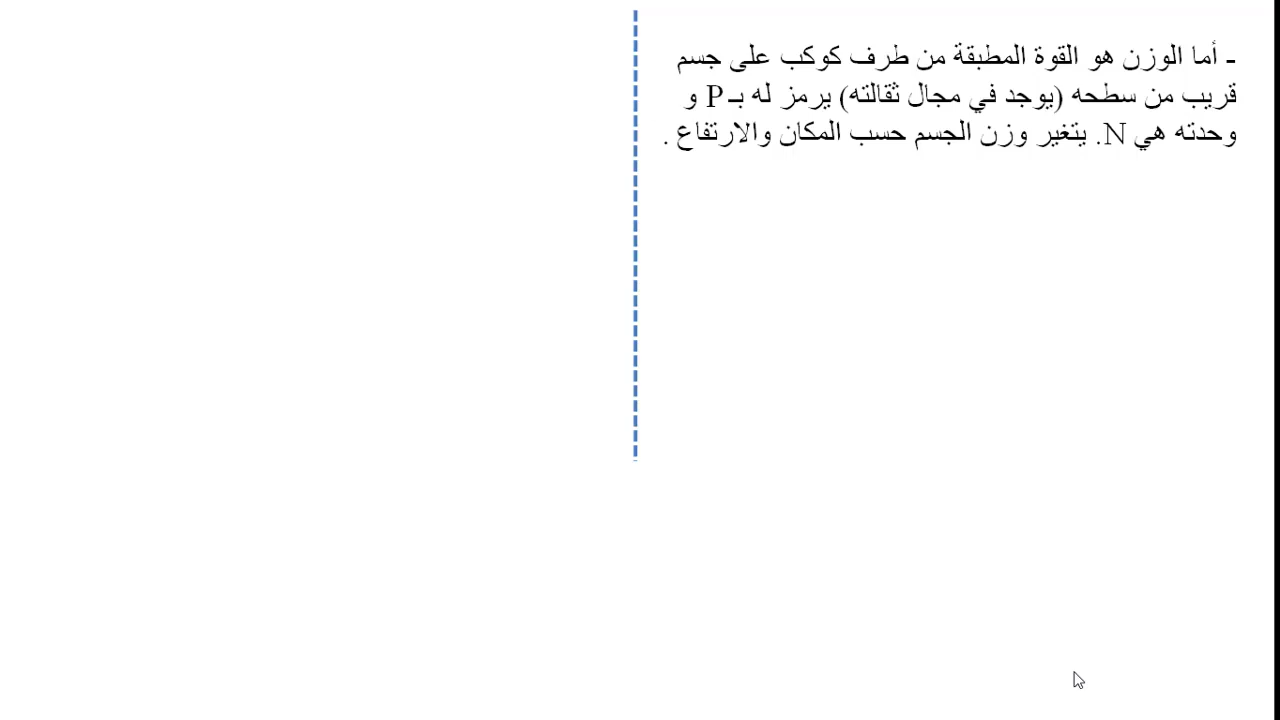 - أما الوزن هو القوة المطبقة من طرف كوكب على جسم
قريب من سطحه (يوجد في مجال ثقالته) يرمز له بـ P و
وحدته هي N. يتغير وزن الجسم حسب المكان والارتفاع .